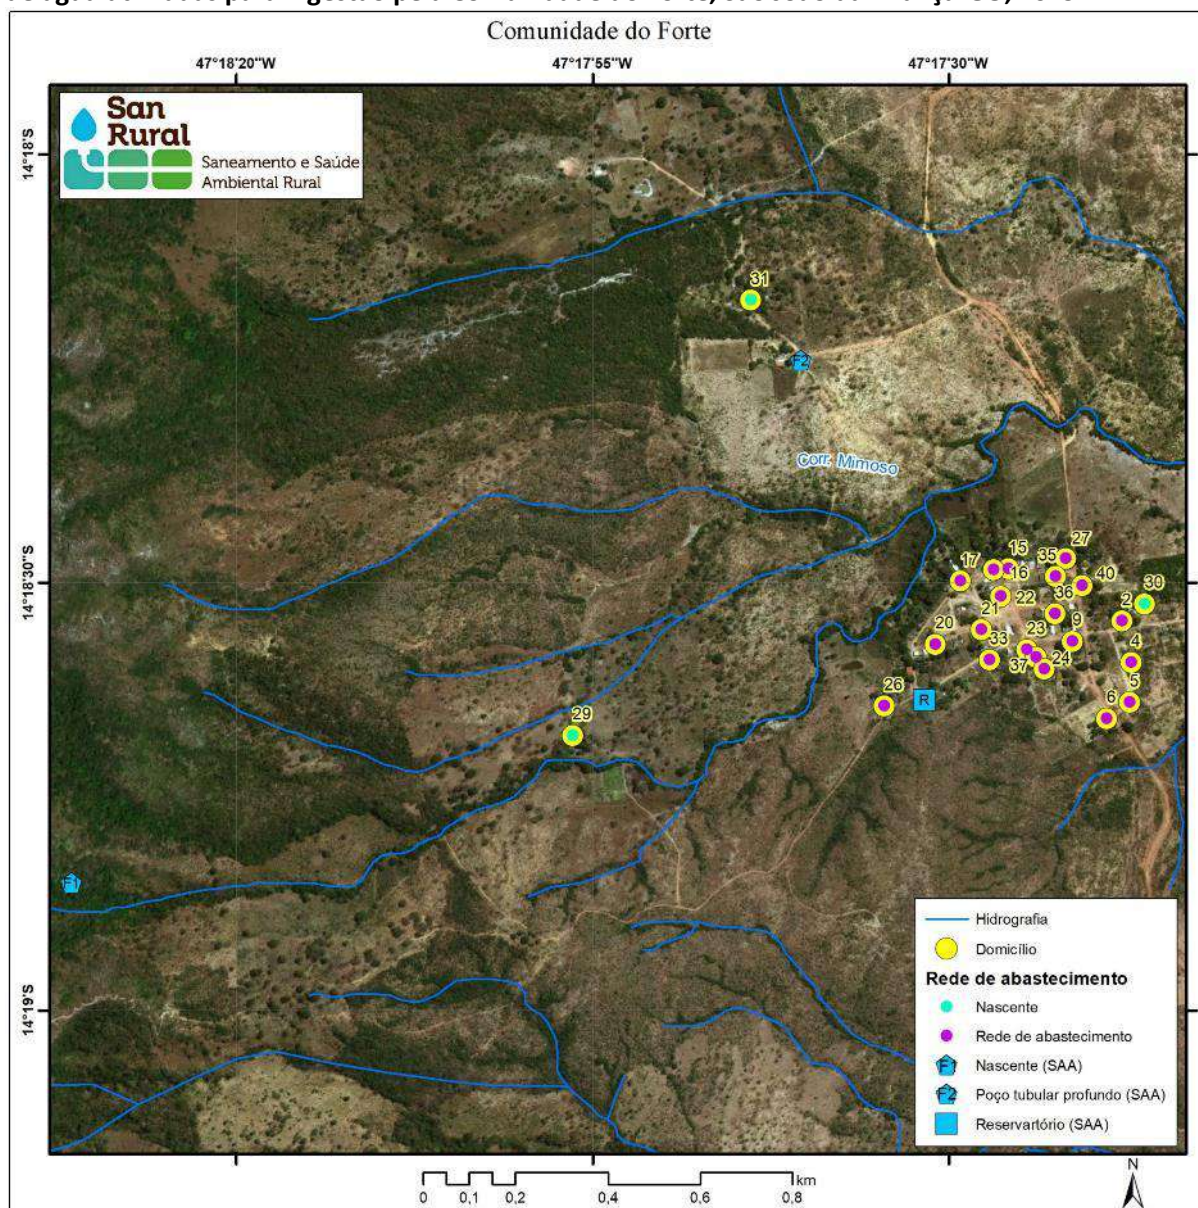 Comunidade do Forte
47°18'20"W
47°17'55"W
47°17'30"W
San
Rural
Saneamento e Saúde
Ambiental Rural
14°18'S
14°18'30"S
14°19'S
31
F2
Corr. Mimoso
27
15
35
17
16
40
30
36
22
2
21
9
23
20
33
4
24
37
5
26
R
6
29
F1
Hidrografia
Domicílio
Rede de abastecimento
Nascente
Rede de abastecimento
F1 Nascente (SAA)
F2 Poço tubular profundo (SAA)
Reservartório (SAA)
N
km
0 0,1 0,2 0,4 0,6 0,8